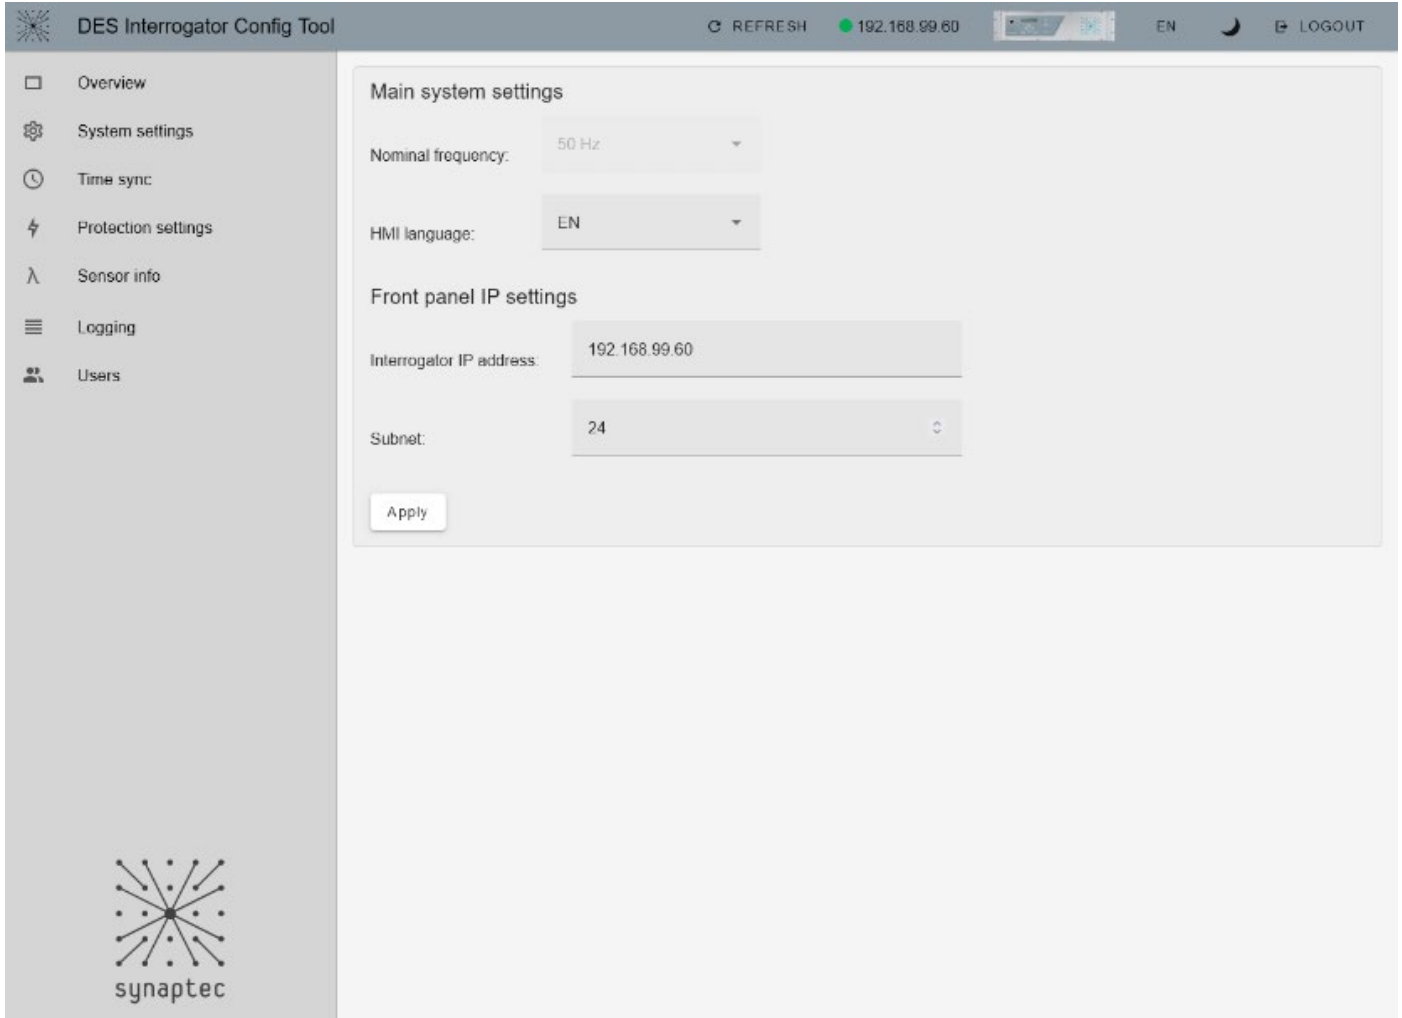 DES Interrogator Config Tool
REFRESH
192.168.99.60
EN
LOGOUT
Overview
System settings
Time sync
Protection settings
Sensor info
Logging
Users
Main system settings
Nominal frequency: 50 Hz
HMI language: EN
Front panel IP settings
Interrogator IP address: 192.168.99.60
Subnet: 24
Apply
synaptec